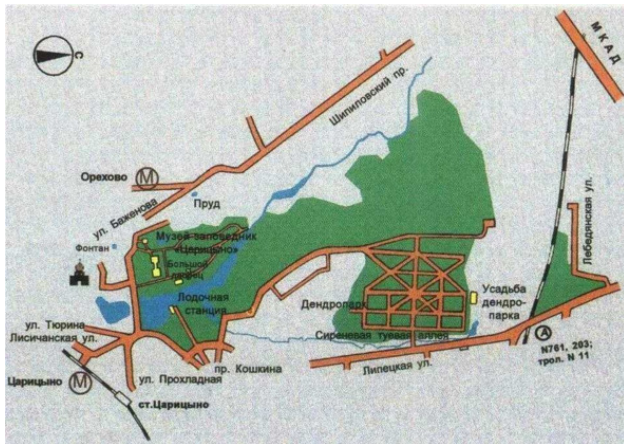 МКАД
С
Шипиловский пр.
Орехово
М
ул. Баженова
Пруд
Лебедянская ул.
Музей-заповедник
«Царицыно»
Фонтан
Большой
дворец
Лодочная
станция
Дендропарк
Усадьба
дендро-
парка
ул. Тюрина
Лисичанская ул.
Сиреневая туевая аллея
А
N761, 203;
трол. N 11
пр. Кошкина
Липецкая ул.
Царицыно
М
ул. Прохладная
ст.Царицыно